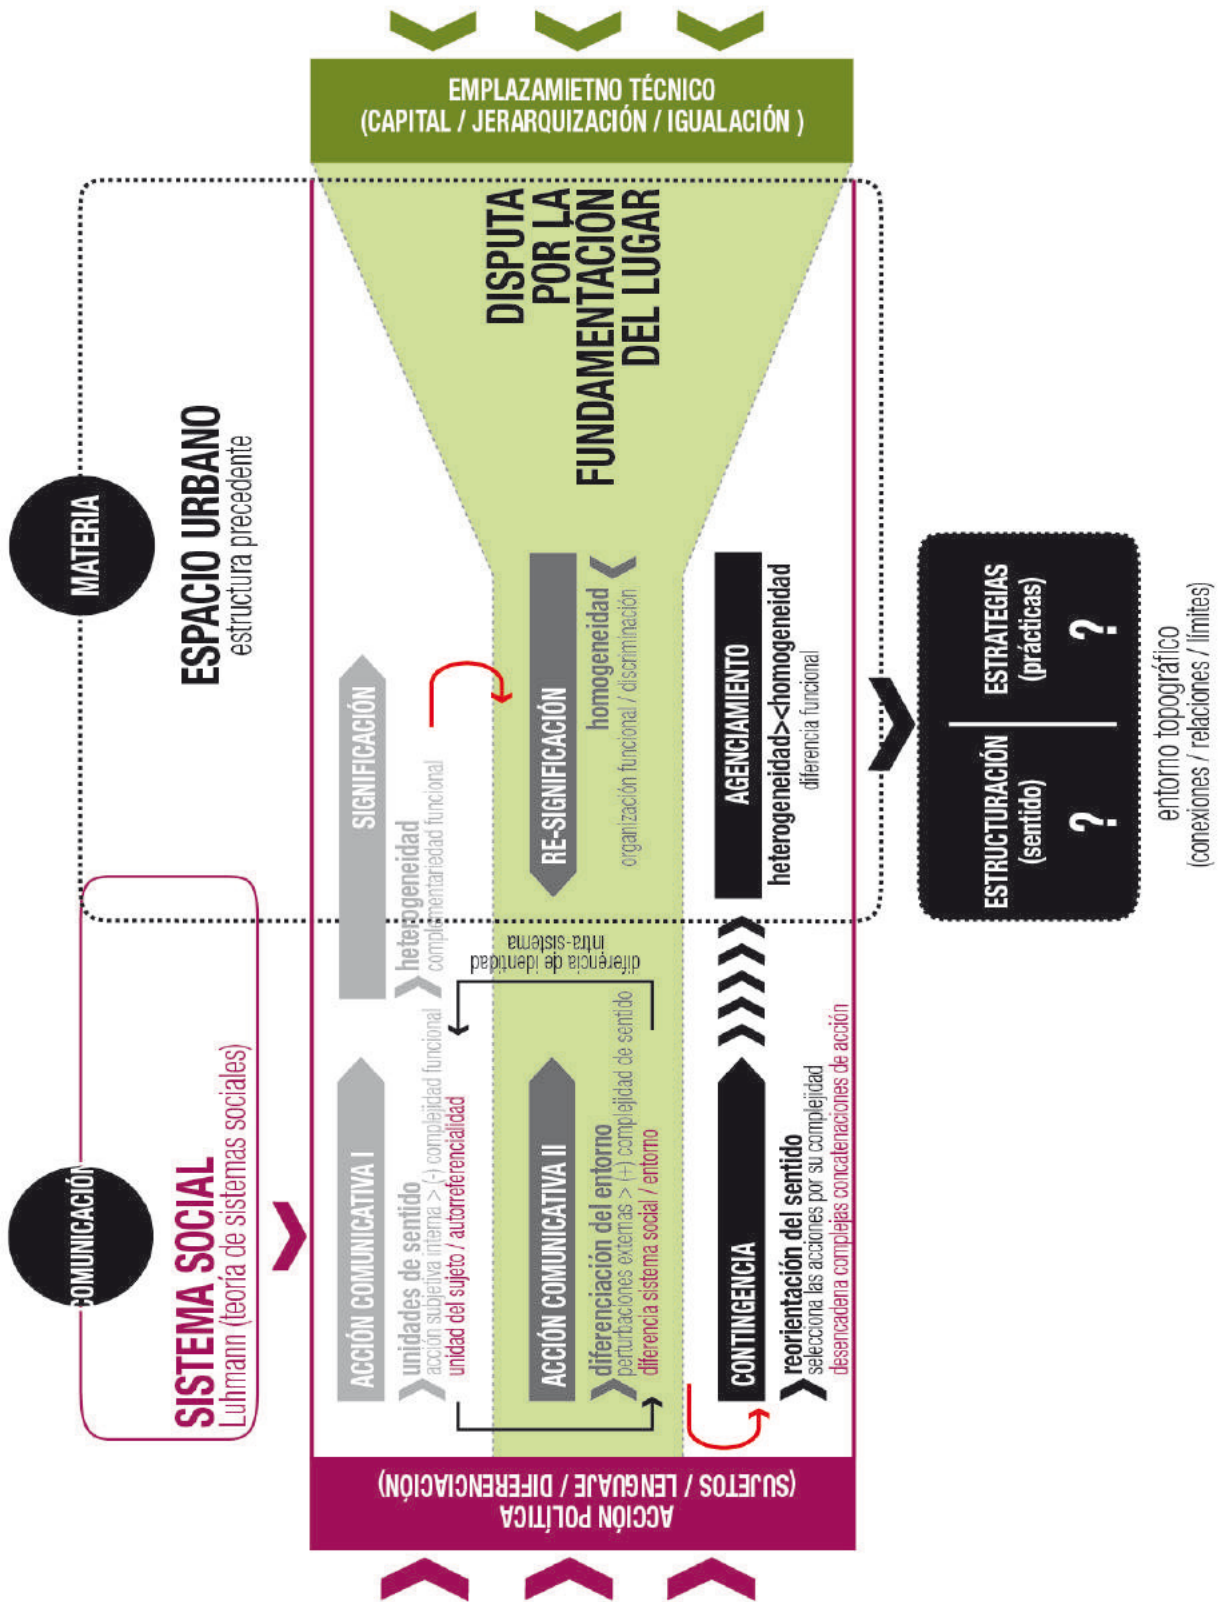 COMUNICACIÓN
SISTEMA SOCIAL
Luhmann (teoría de sistemas sociales)
MATERIA
ESPACIO URBANO
estructura precedente
ACCIÓN POLÍTICA
(SUJETOS / LENGUAJE / DIFERENCIACIÓN)
ACCIÓN COMUNICATIVA I
unidades de sentido
acción subjetiva interna > (-) complejidad funcional
unidad del sujeto / autorreferencialidad
SIGNIFICACIÓN
heterogeneidad
complementariedad funcional
ACCIÓN COMUNICATIVA II
diferenciación del entorno
perturbaciones externas > (+) complejidad de sentido
diferencia sistema social / entorno
diferencia de identidad
intra-sistema
RE-SIGNIFICACIÓN
homogeneidad
organización funcional / discriminación
CONTINGENCIA
reorientación del sentido
selecciona las acciones por su complejidad
desencadena complejas concatenaciones de acción
AGENCIAMIENTO
heterogeneidad><homogeneidad
diferencia funcional
DISPUTA
POR LA
FUNDAMENTACIÓN
DEL LUGAR
EMPLAZAMIETNO TÉCNICO
(CAPITAL / JERARQUIZACIÓN / IGUALACIÓN )
ESTRUCTURACIÓN
(sentido)
?
ESTRATEGIAS
(prácticas)
?
entorno topográfico
(conexiones / relaciones / límites)